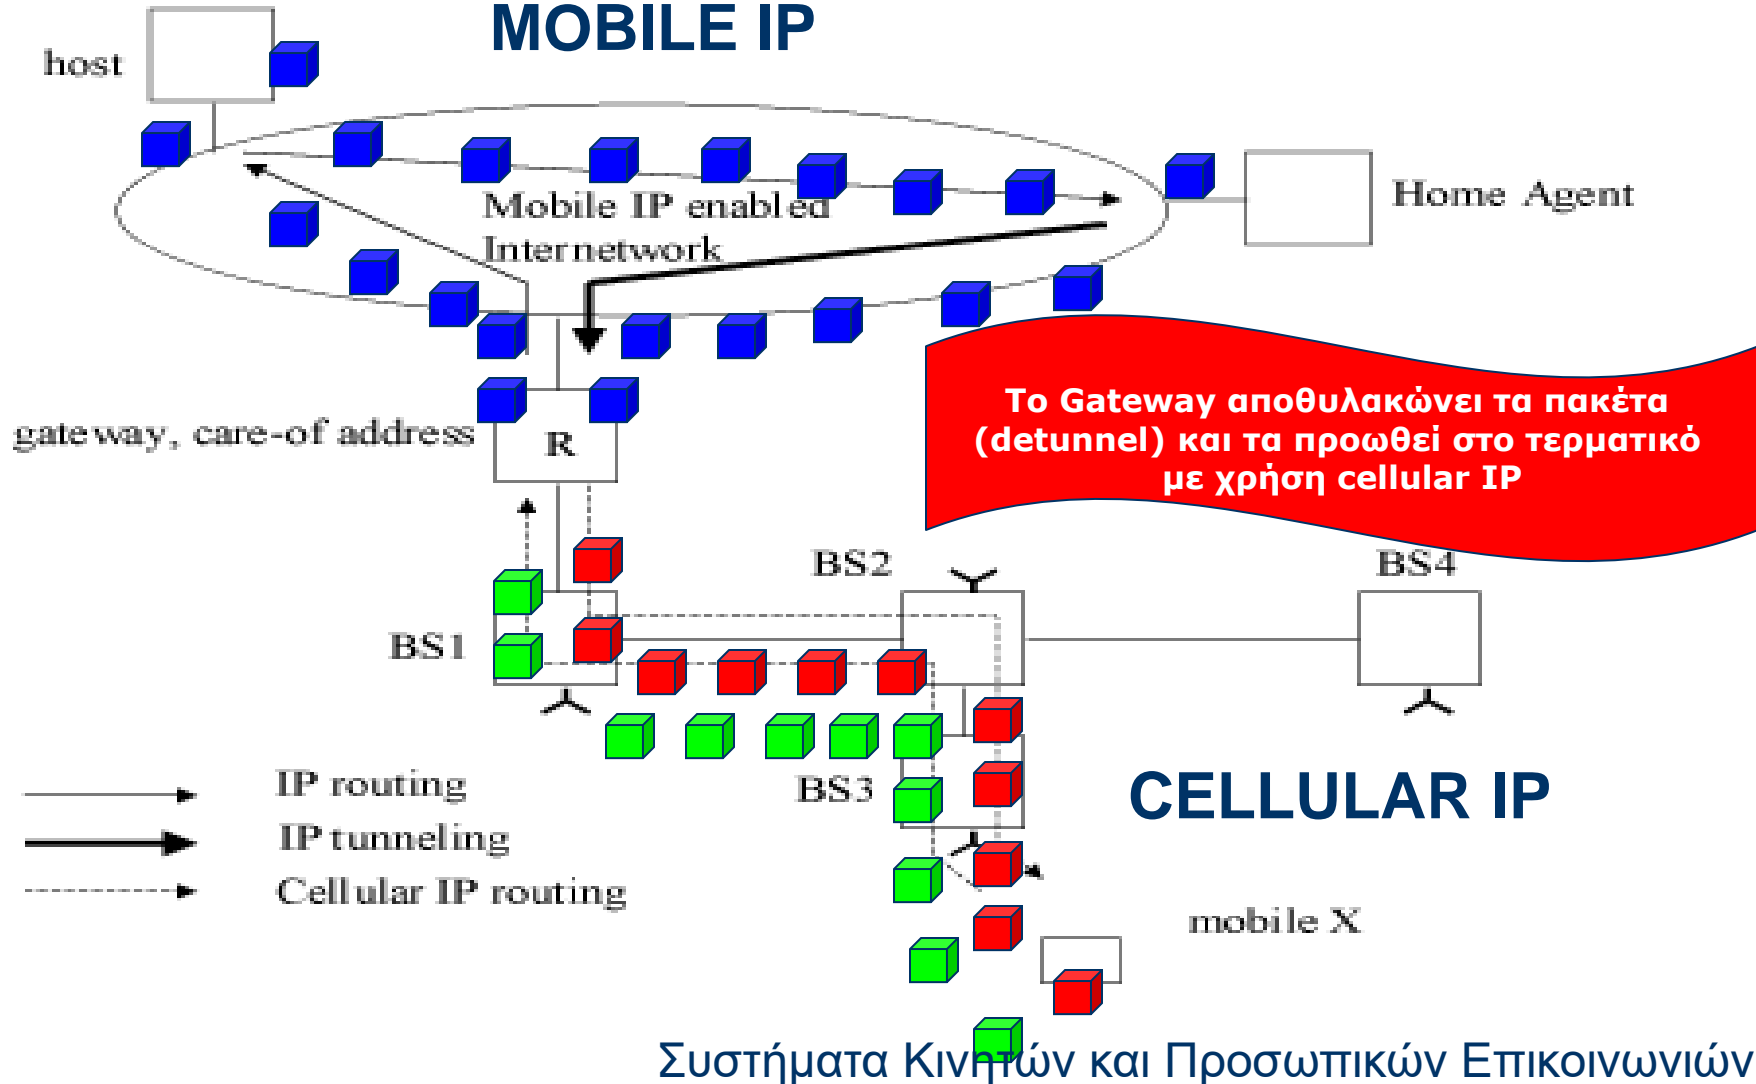 MOBILE IP
host
Mobile IP enabled
Internetwork
Home Agent
gateway, care-of address
R
Το Gateway αποθυλακώνει τα πακέτα
(detunnel) και τα προωθεί στο τερματικό
με χρήση cellular IP
BS2
BS4
BS1
BS3
IP routing
IP tunneling
Cellular IP routing
CELLULAR IP
mobile X
Συστήματα Κινητών και Προσωπικών Επικοινωνιών